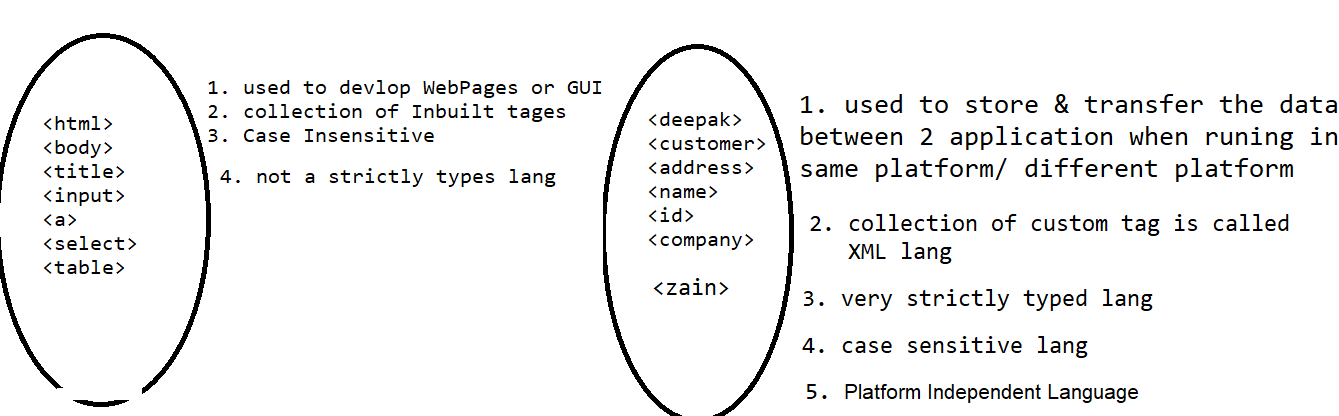 <html>
<body>
<title>
<input>
<a>
<select>
<table>
1. used to devlop WebPages or GUI
2. collection of Inbuilt tages
3. Case Insensitive
4. not a strictly types lang
<deepak>
<customer>
<address>
<name>
<id>
<company>
<zain>
1. used to store & transfer the data
between 2 application when runing in
same platform/ different platform
2. collection of custom tag is called
XML lang
3. very strictly typed lang
4. case sensitive lang
5. Platform Independent Language